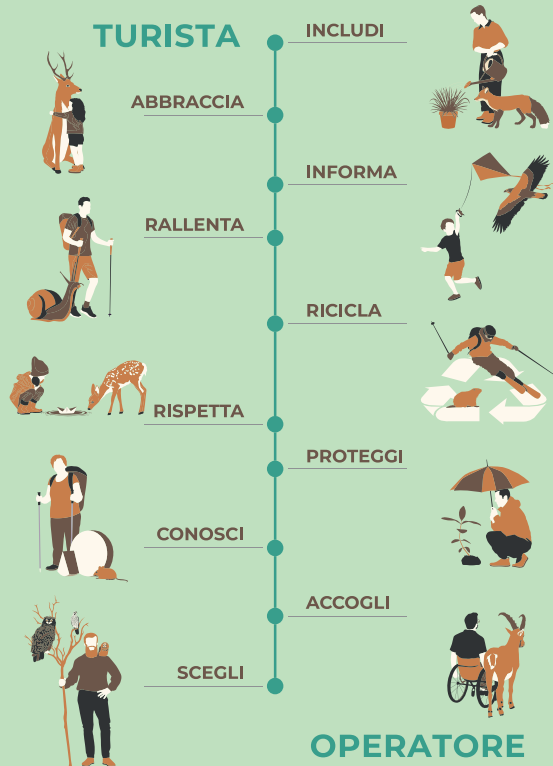 TURISTA
INCLUDI
ABBRACCIA
INFORMA
RALLENTA
RICICLA
RISPETTA
PROTEGGI
CONOSCI
ACCOGLI
SCEGLI
OPERATORE